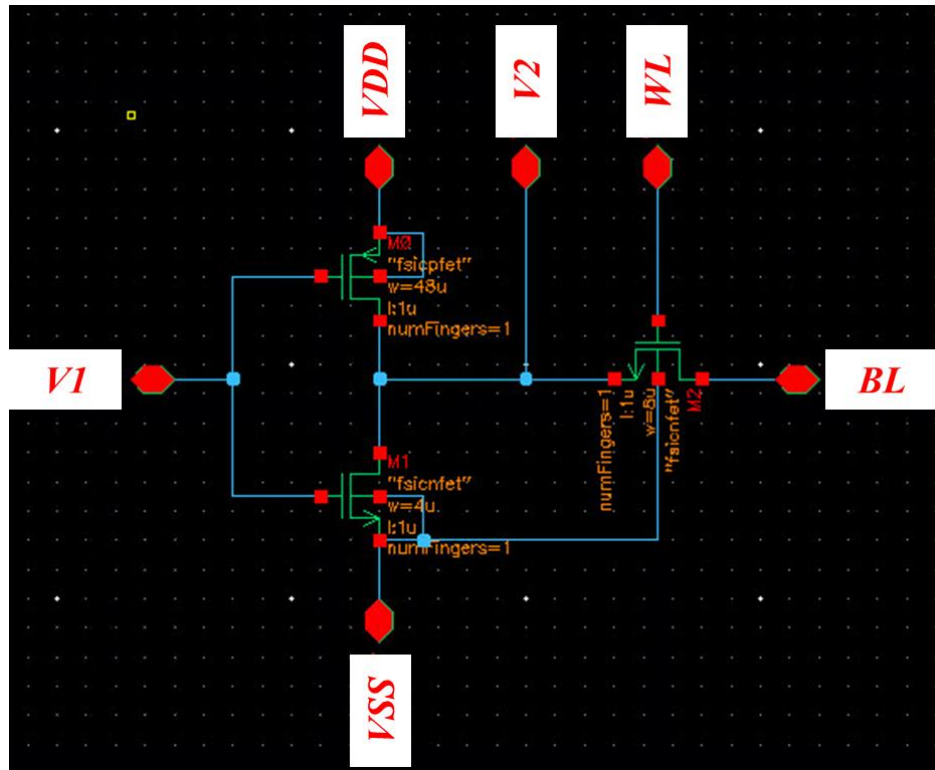 VDD
V2
WL
M0
"fsicpfet"
w=48u
l:1u
numFingers=1
V1
BL
M1
"fsicnfet"
w=4u
l:1u
numFingers=1
numFingers=1
l:1u
w=8u
"fsicnfet"
M2
VSS